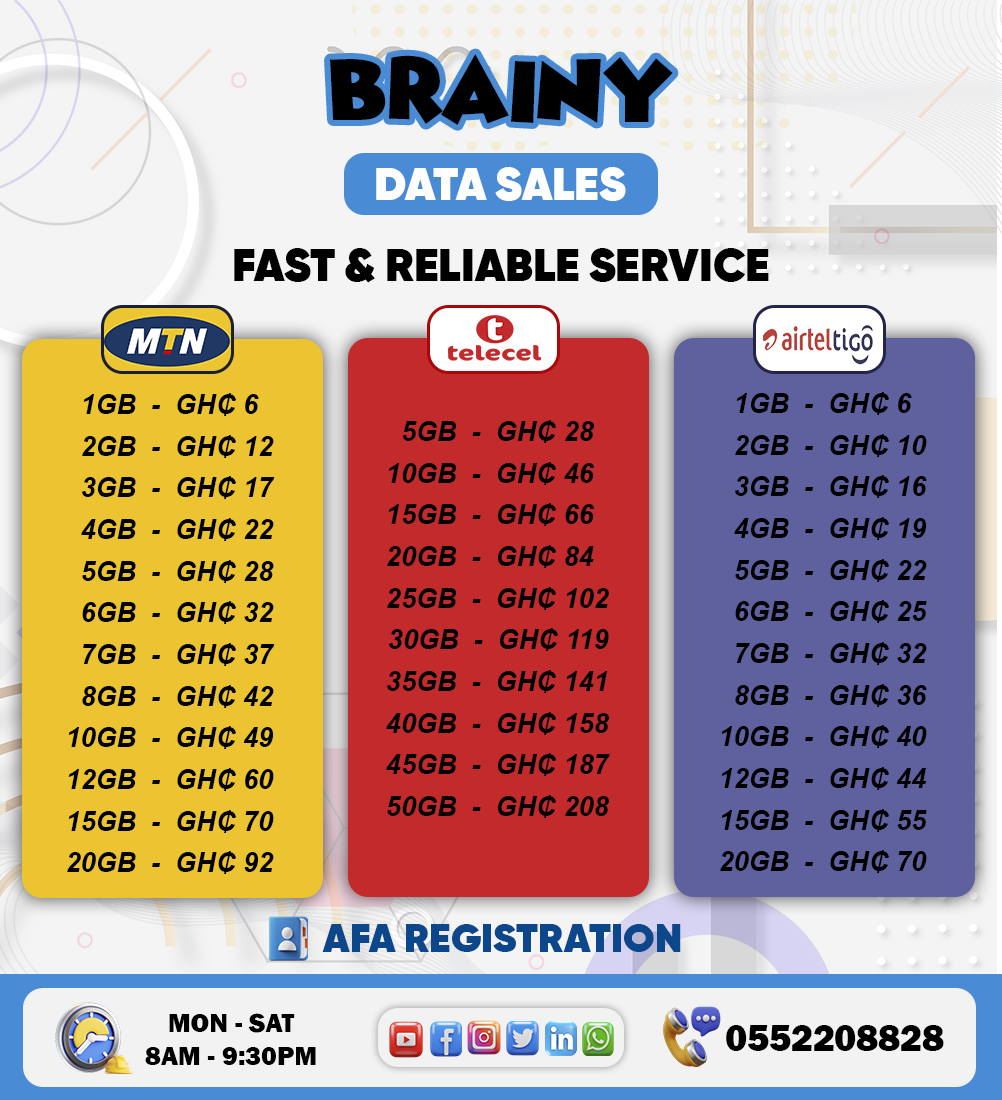 BRAINY
DATA SALES
FAST & RELIABLE SERVICE
MTN
1GB - GH₵ 6
2GB - GH₵ 12
3GB - GH₵ 17
4GB - GH₵ 22
5GB - GH₵ 28
6GB - GH₵ 32
7GB - GH₵ 37
8GB - GH₵ 42
10GB - GH₵ 49
12GB - GH₵ 60
15GB - GH₵ 70
20GB - GH₵ 92
t
telecel
5GB - GH₵ 28
10GB - GH₵ 46
15GB - GH₵ 66
20GB - GH₵ 84
25GB - GH₵ 102
30GB - GH₵ 119
35GB - GH₵ 141
40GB - GH₵ 158
45GB - GH₵ 187
50GB - GH₵ 208
airteltigo
1GB - GH₵ 6
2GB - GH₵ 10
3GB - GH₵ 16
4GB - GH₵ 19
5GB - GH₵ 22
6GB - GH₵ 25
7GB - GH₵ 32
8GB - GH₵ 36
10GB - GH₵ 40
12GB - GH₵ 44
15GB - GH₵ 55
20GB - GH₵ 70
AFA REGISTRATION
MON - SAT
8AM - 9:30PM
f
in
0552208828